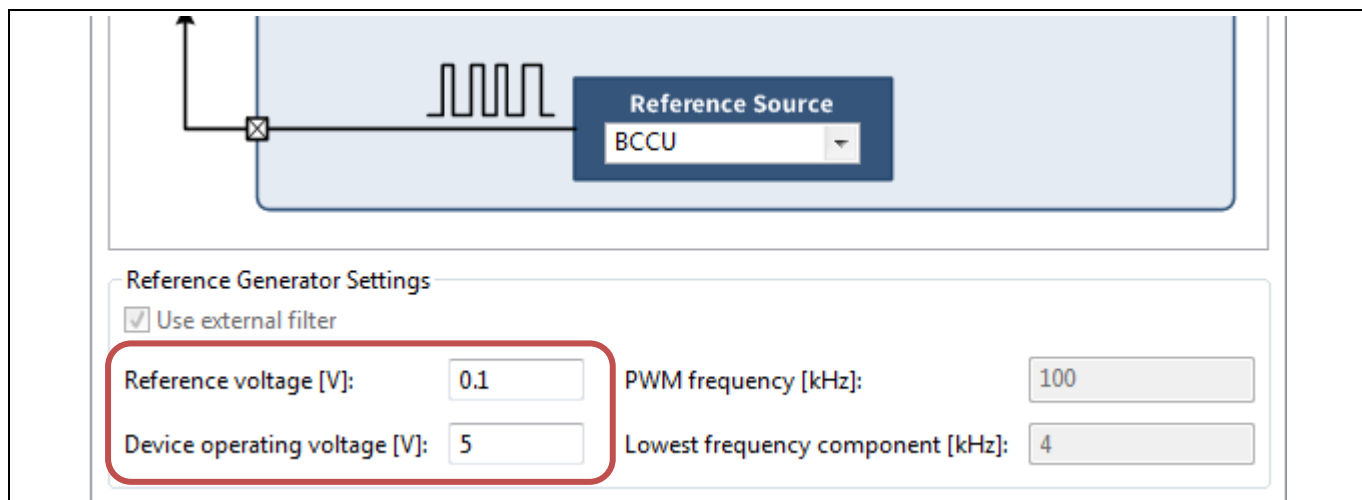 Reference Source
BCCU
Reference Generator Settings
Use external filter
Reference voltage [V]: 0.1 PWM frequency [kHz]: 100
Device operating voltage [V]: 5 Lowest frequency component [kHz]: 4